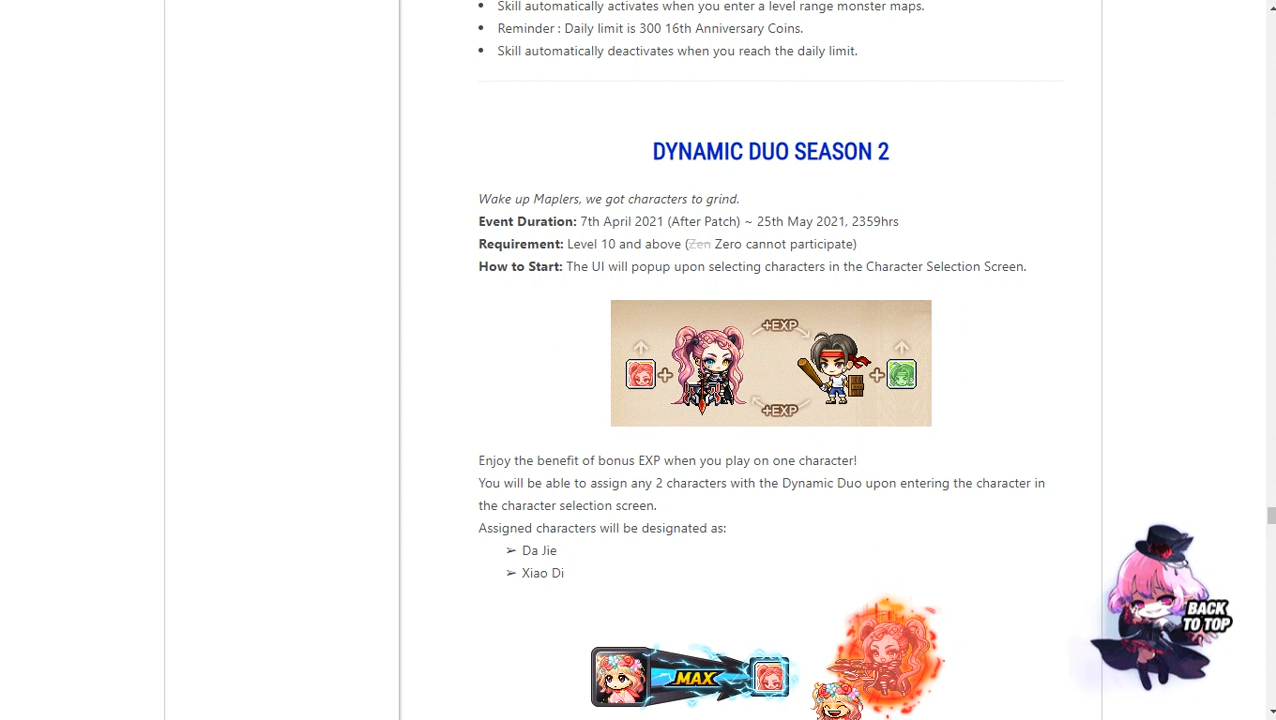 Skill automatically activates when you enter a level range monster maps.
Reminder : Daily limit is 300 16th Anniversary Coins.
Skill automatically deactivates when you reach the daily limit.
DYNAMIC DUO SEASON 2
Wake up Maplers, we got characters to grind.
Event Duration: 7th April 2021 (After Patch) ~ 25th May 2021, 2359hrs
Requirement: Level 10 and above (Zen Zero cannot participate)
How to Start: The UI will popup upon selecting characters in the Character Selection Screen.
+EXP
+EXP
Enjoy the benefit of bonus EXP when you play on one character!
You will be able to assign any 2 characters with the Dynamic Duo upon entering the character in
the character selection screen.
Assigned characters will be designated as:
➢ Da Jie
➢ Xiao Di
BACK
TO TOP
MAX